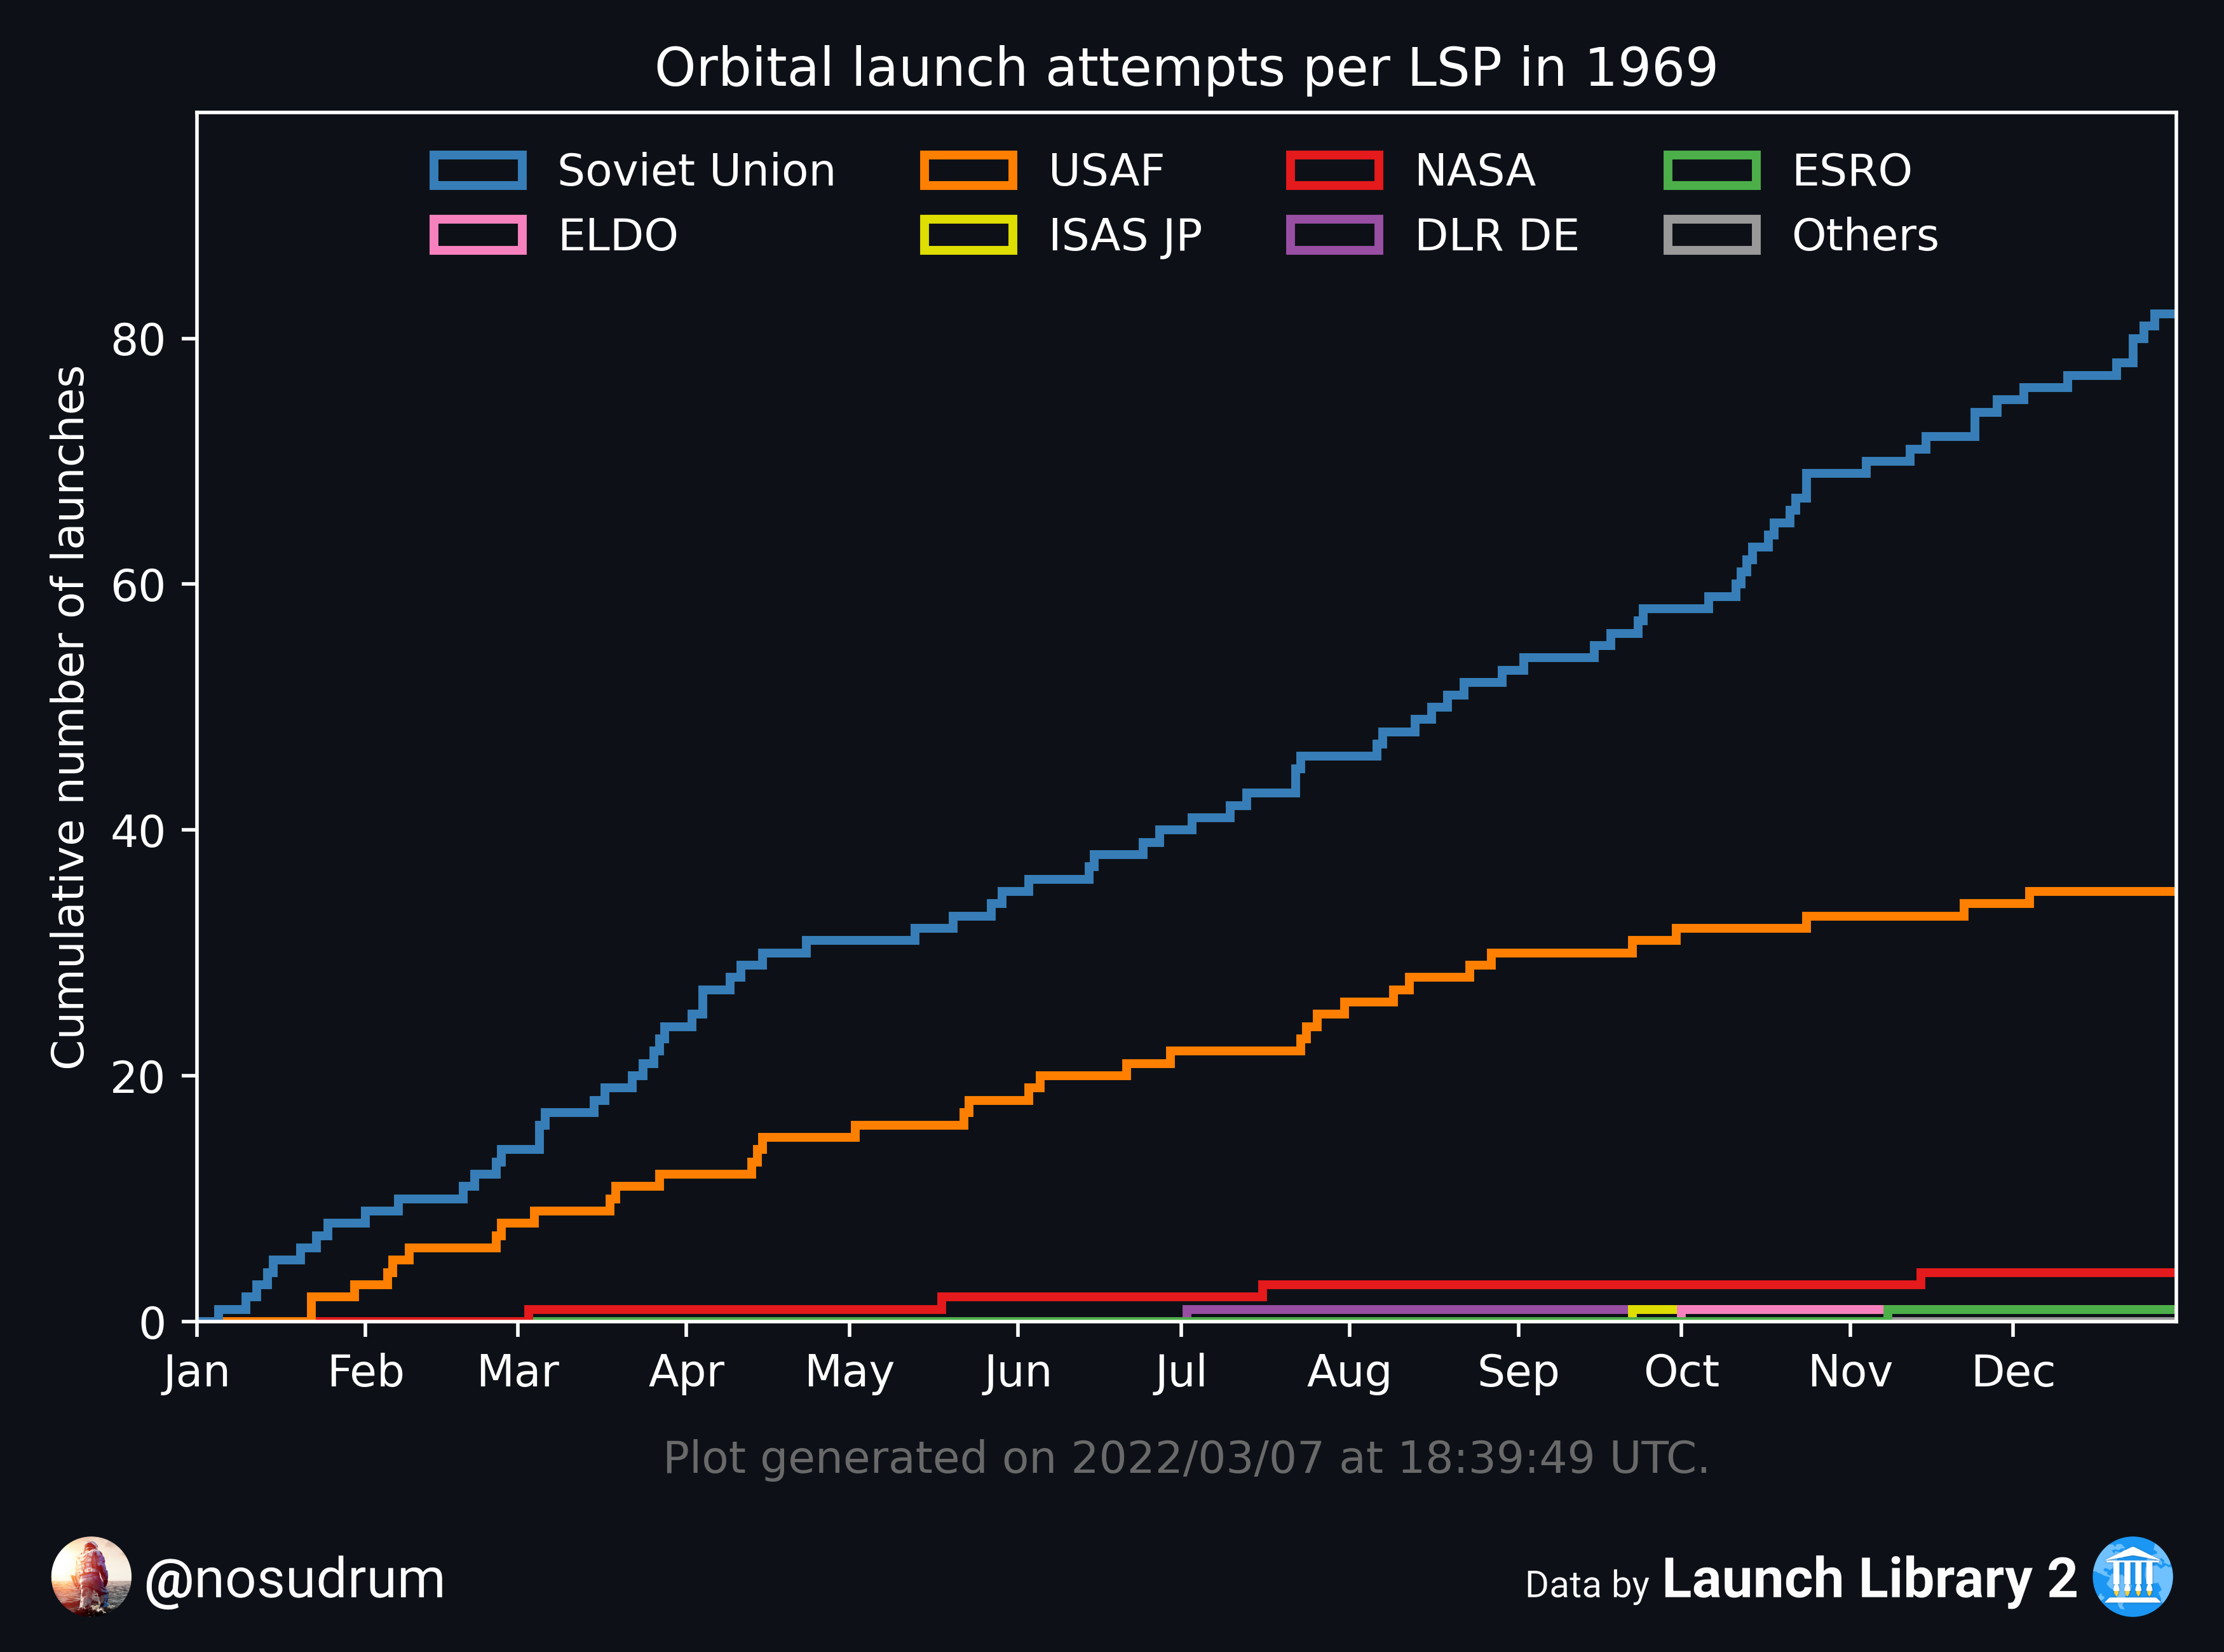 Orbital launch attempts per LSP in 1969
Soviet Union USAF NASA ESRO
ELDO ISAS JP DLR DE Others
Cumulative number of launches
80
60
40
20
0
Jan Feb Mar Apr May Jun Jul Aug Sep Oct Nov Dec
Plot generated on 2022/03/07 at 18:39:49 UTC.
@nosudrum
Data by Launch Library 2